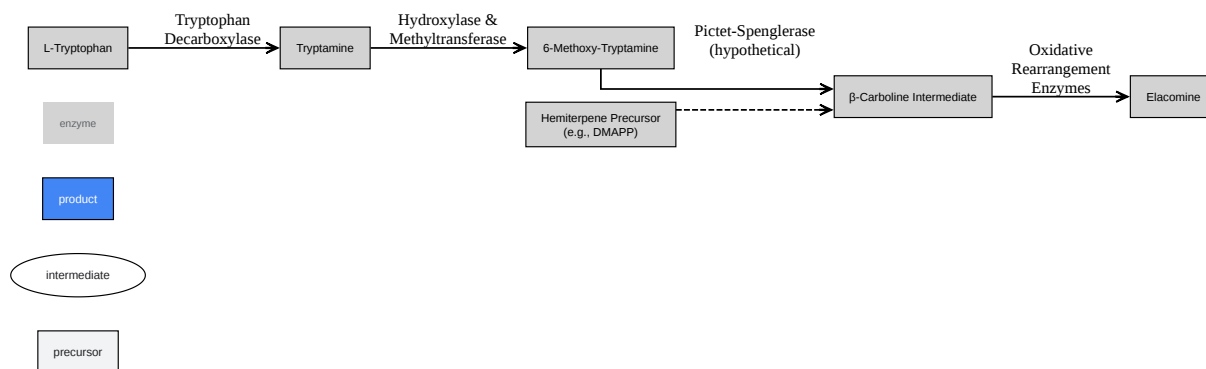 L-Tryptophan
Tryptophan
Decarboxylase
Tryptamine
Hydroxylase &
Methyltransferase
6-Methoxy-Tryptamine
Pictet-Spenglerase
(hypothetical)
Hemiterpene Precursor
(e.g., DMAPP)
β-Carboline Intermediate
Oxidative
Rearrangement
Enzymes
Elacomine
enzyme
product
intermediate
precursor